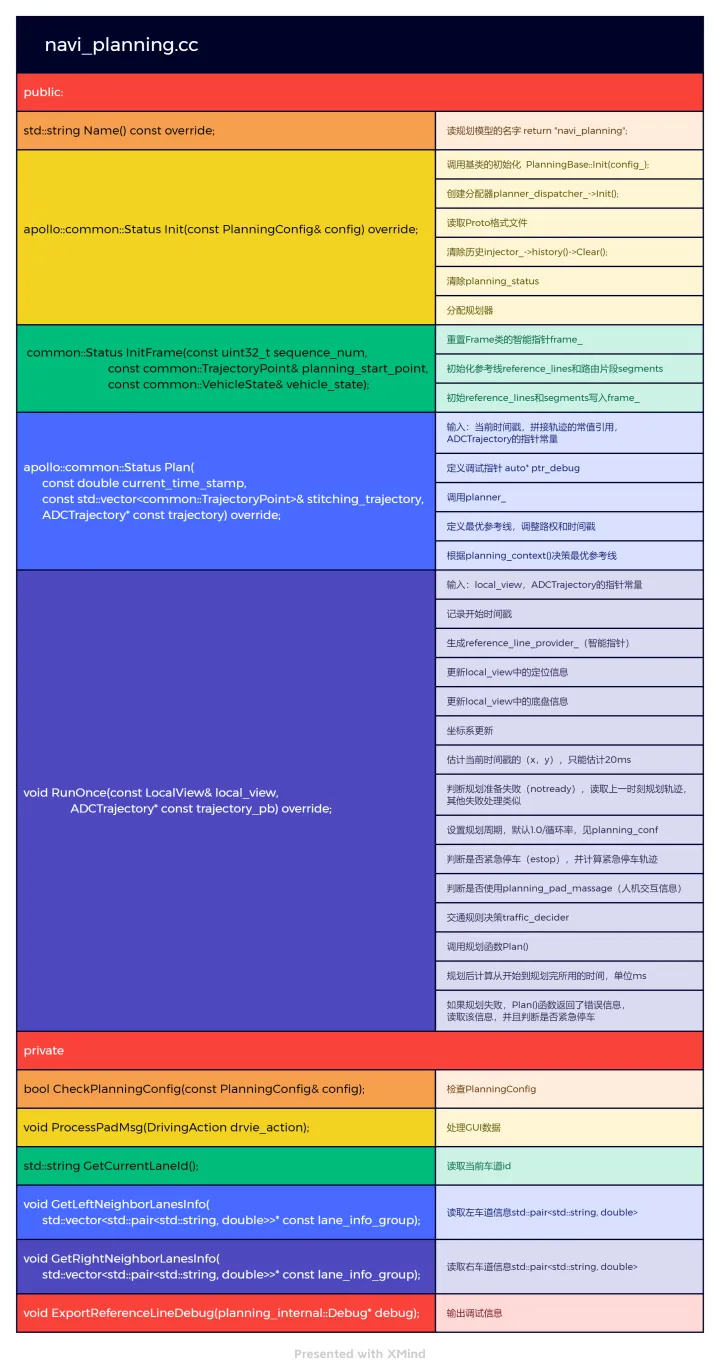 navi_planning.cc
public:
std::string Name() const override;
读规划模型的名字 return "navi_planning";
apollo::common::Status Init(const PlanningConfig& config) override;
调用基类的初始化 PlanningBase::Init(config_);
创建分配器planner_dispatcher_->Init();
读取Proto格式文件
清除历史injector_->history()->Clear();
清除planning_status
分配规划器
common::Status InitFrame(const uint32_t sequence_num,
const common::TrajectoryPoint& planning_start_point,
const common::VehicleState& vehicle_state);
重置Frame类的智能指针frame_
初始化参考线reference_lines和路由片段segments
初始reference_lines和segments写入frame_
apollo::common::Status Plan(
const double current_time_stamp,
const std::vector<common::TrajectoryPoint>& stitching_trajectory,
ADCTrajectory* const trajectory) override;
输入：当前时间戳，拼接轨迹的常值引用，
ADCTrajectory的指针常量
定义调试指针 auto* ptr_debug
调用planner_
定义最优参考线，调整路权和时间戳
根据planning_context()决策最优参考线
void RunOnce(const LocalView& local_view,
ADCTrajectory* const trajectory_pb) override;
输入：local_view，ADCTrajectory的指针常量
记录开始时间戳
生成reference_line_provider_（智能指针）
更新local_view中的定位信息
更新local_view中的底盘信息
坐标系更新
估计当前时间戳的（x，y），只能估计20ms
判断规划准备失败（notready），读取上一时刻规划轨迹，
其他失败处理类似
设置规划周期，默认1.0/循环率，见planning_conf
判断是否紧急停车（estop），并计算紧急停车轨迹
判断是否使用planning_pad_massage（人机交互信息）
交通规则决策traffic_decider
调用规划函数Plan()
规划后计算从开始到规划完所用的时间，单位ms
如果规划失败，Plan()函数返回了错误信息，
读取该信息，并且判断是否紧急停车
private
bool CheckPlanningConfig(const PlanningConfig& config);
检查PlanningConfig
void ProcessPadMsg(DrivingAction drvie_action);
处理GUI数据
std::string GetCurrentLaneId();
读取当前车道id
void GetLeftNeighborLanesInfo(
std::vector<std::pair<std::string, double>>* const lane_info_group);
读取左车道信息std::pair<std::string, double>
void GetRightNeighborLanesInfo(
std::vector<std::pair<std::string, double>>* const lane_info_group);
读取右车道信息std::pair<std::string, double>
void ExportReferenceLineDebug(planning_internal::Debug* debug);
输出调试信息
Presented with XMind